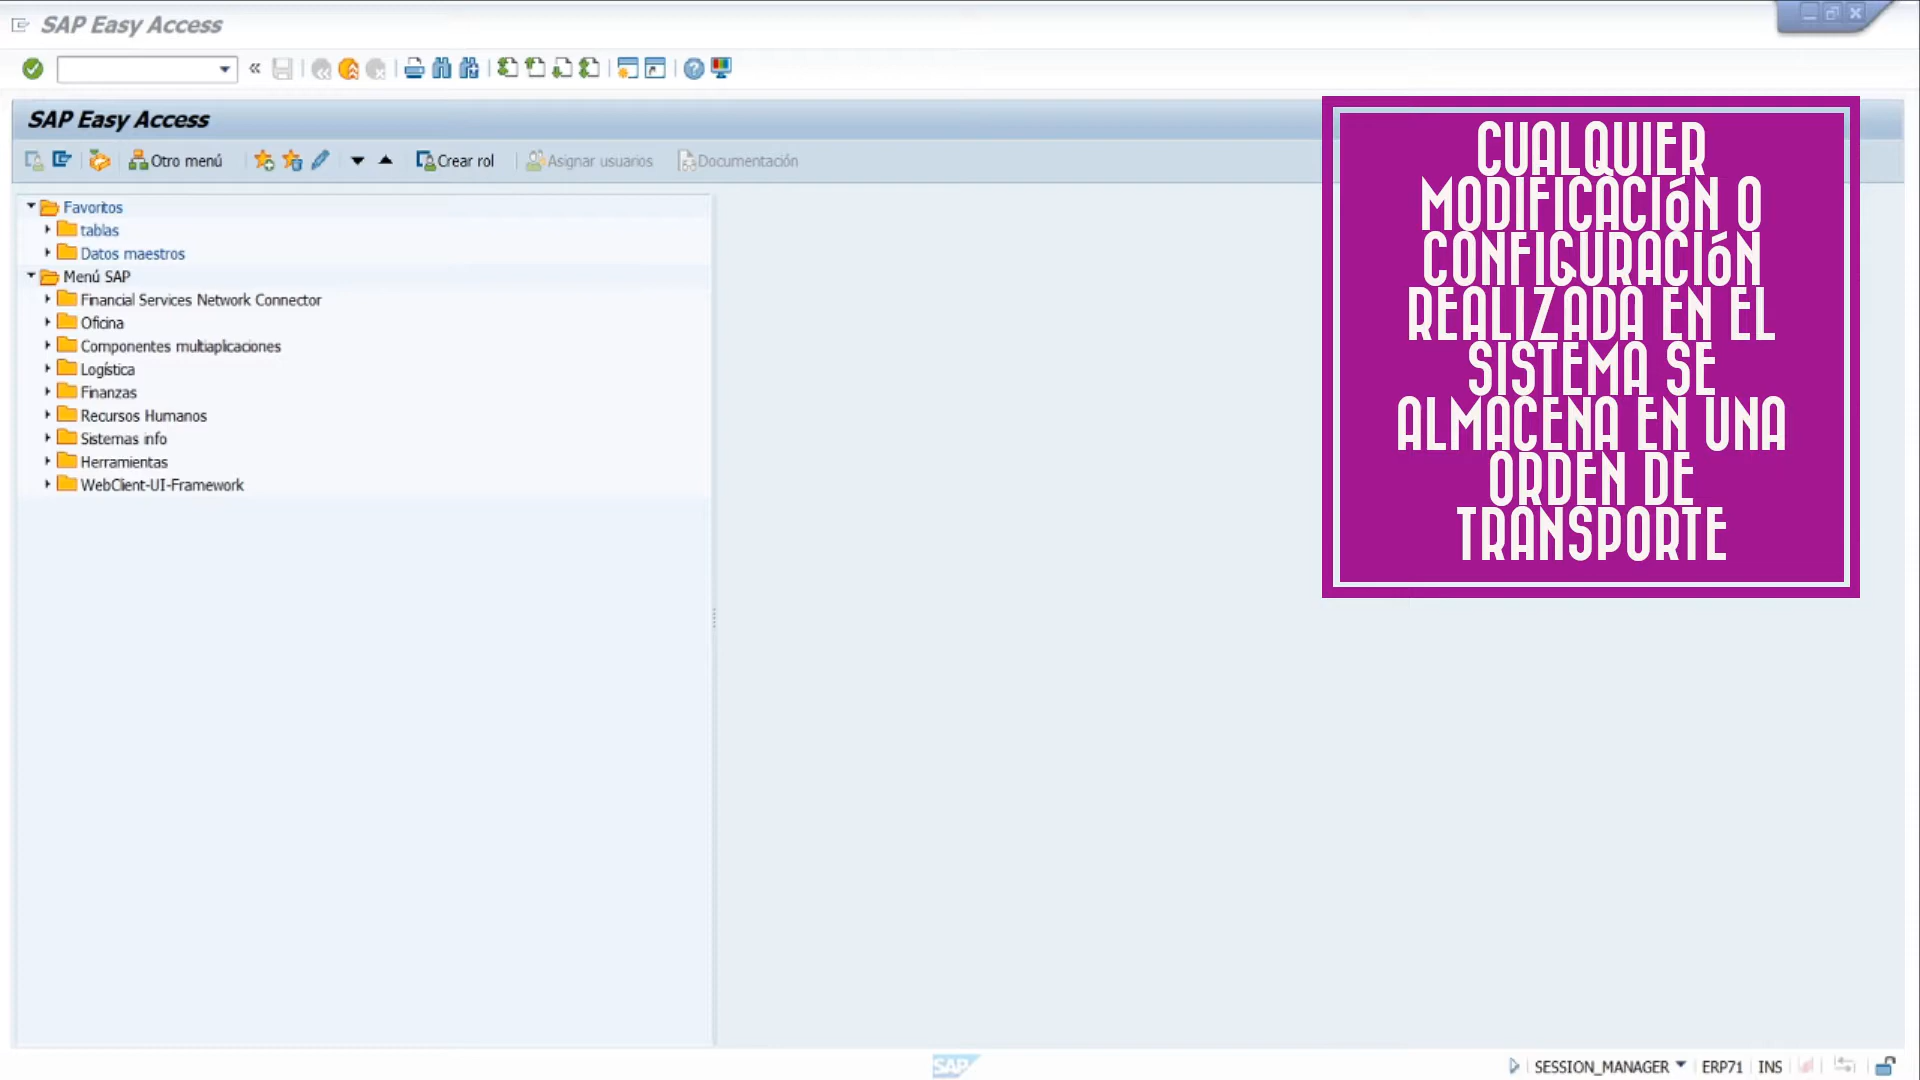 SAP Easy Access
SAP Easy Access
Otro menú
Crear rol
Asignar usuarios
Documentación
Favoritos
tablas
Datos maestros
Menú SAP
Financial Services Network Connector
Oficina
Componentes multiaplicaciones
Logística
Finanzas
Recursos Humanos
Sistemas info
Herramientas
WebClient-UI-Framework
CUALQUIER
MODIFICACIÓN O
CONFIGURACIÓN
REALIZADA EN EL
SISTEMA SE
ALMACENA EN UNA
ORDEN DE
TRANSPORTE
SAP
SESSION_MANAGER
ERP71
INS